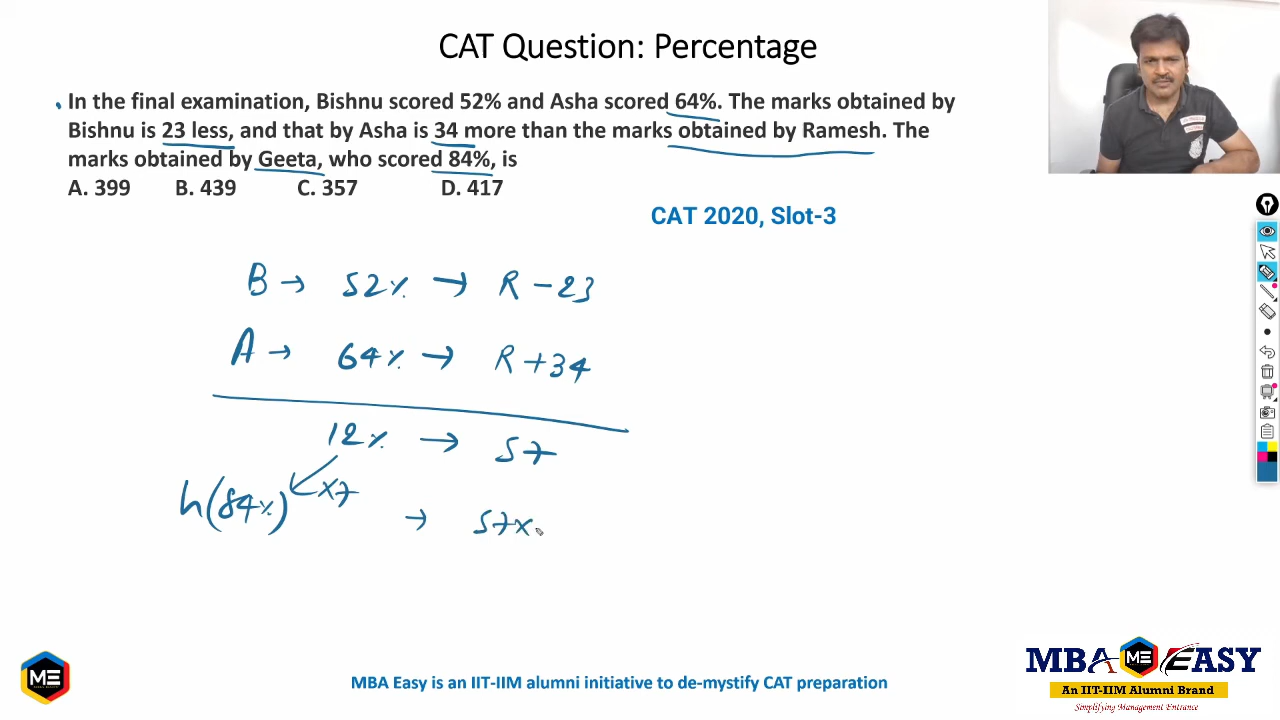 CAT Question: Percentage
In the final examination, Bishnu scored 52% and Asha scored 64%. The marks obtained by
Bishnu is 23 less, and that by Asha is 34 more than the marks obtained by Ramesh. The
marks obtained by Geeta, who scored 84%, is
A. 399 B. 439 C. 357 D. 417
CAT 2020, Slot-3
B → 52% → R - 23
A → 64% → R + 34
12% → 57
h(84%) x7 → 57x
ME
MBA Easy is an IIT-IIM alumni initiative to de-mystify CAT preparation
MBA ME EASY
An IIT-IIM Alumni Brand
Simplifying Management Entrance